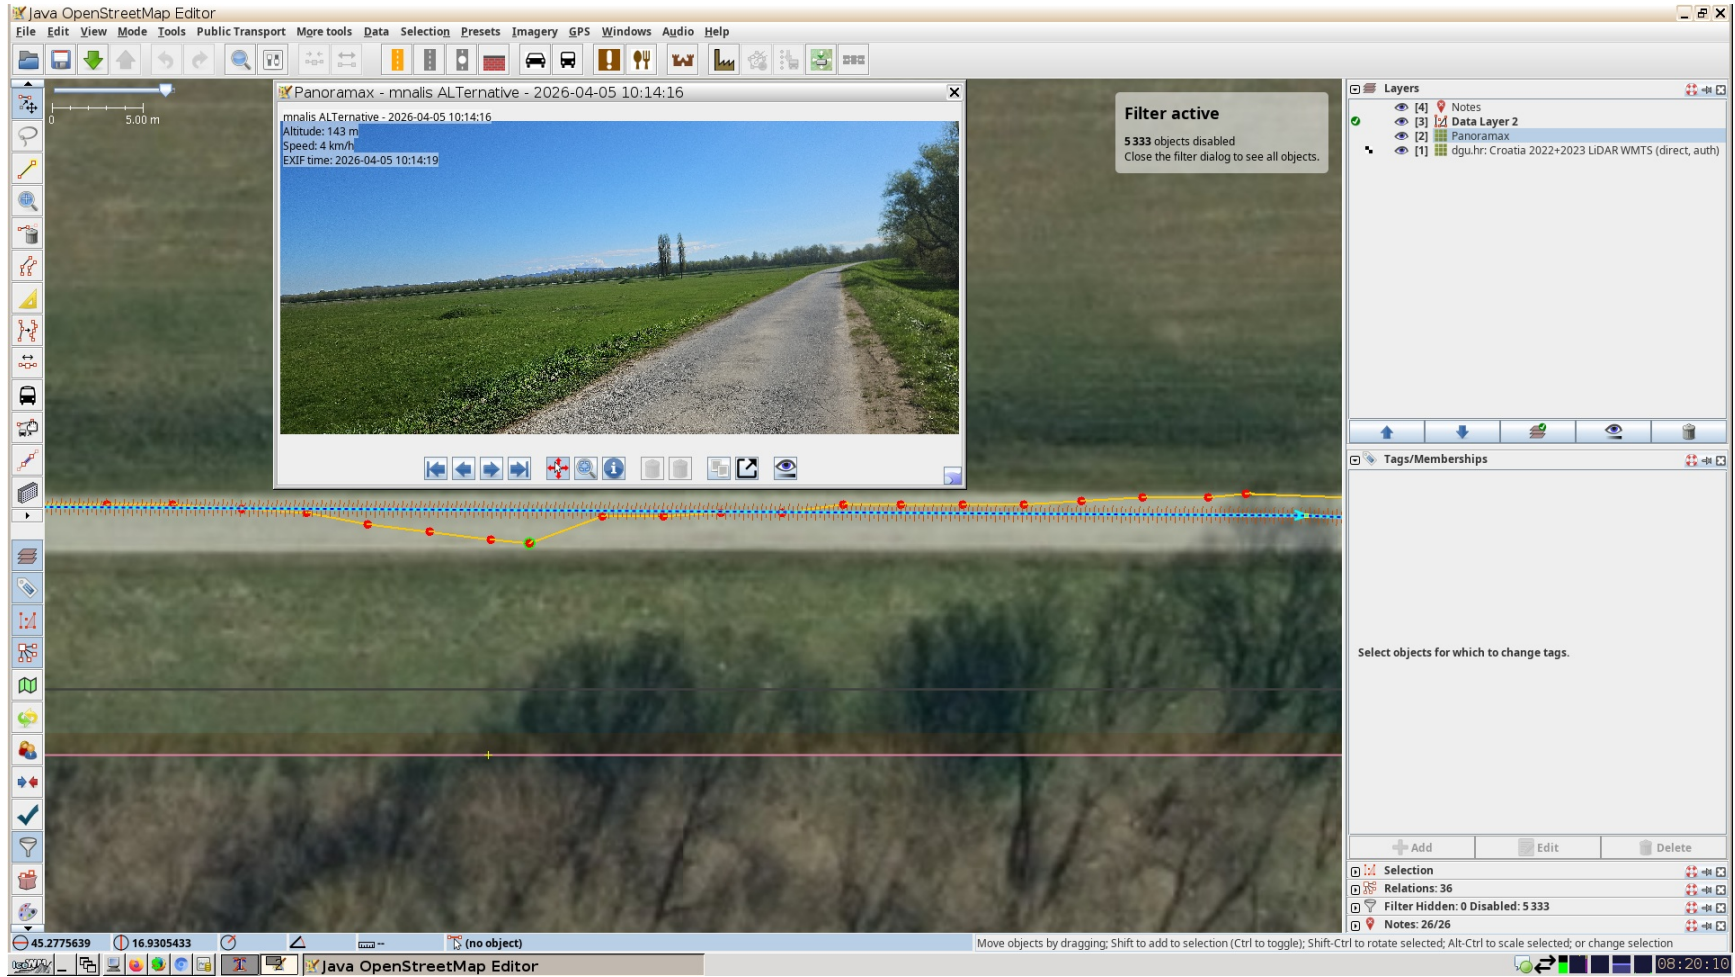 Java OpenStreetMap Editor
File Edit View Mode Tools Public Transport More tools Data Selection Presets Imagery GPS Windows Audio Help
0 5.00 m
Panoramax - mnalis ALTernative - 2026-04-05 10:14:16
mnalis ALTernative - 2026-04-05 10:14:16
Altitude: 143 m
Speed: 4 km/h
EXIF time: 2026-04-05 10:14:19
Filter active
5 333 objects disabled
Close the filter dialog to see all objects.
Layers
[4] Notes
[3] Data Layer 2
[2] Panoramax
[1] dgu.hr: Croatia 2022+2023 LiDAR WMTS (direct, auth)
Tags/Memberships
Select objects for which to change tags.
Add Edit Delete
Selection
Relations: 36
Filter Hidden: 0 Disabled: 5 333
Notes: 26/26
45.2775639 16.9305433 -- (no object) Move objects by dragging; Shift to add to selection (Ctrl to toggle); Shift-Ctrl to rotate selected; Alt-Ctrl to scale selected; or change selection
Java OpenStreetMap Editor 08:20:10